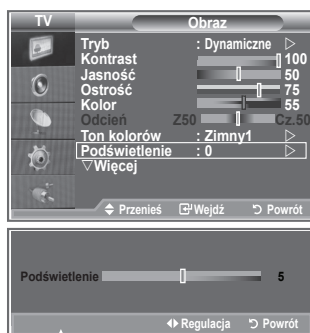 TV Obraz
Tryb : Dynamiczne
Kontrast 100
Jasność 50
Ostrość 75
Kolor 55
Odcień Z50 Cz.50
Ton kolorów : Zimny1
Podświetlenie : 0
▽Więcej
Przenieś Wejdź Powrót
Podświetlenie 5
Regulacja Powrót